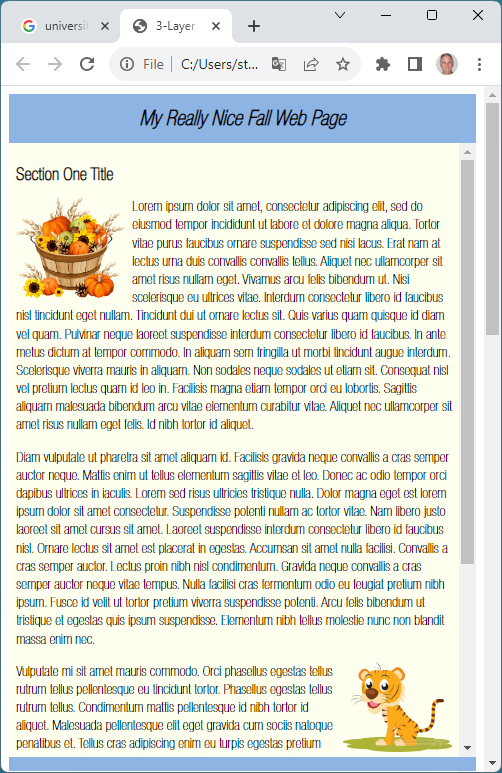 universit
3-Layer
File
C:/Users/st...
My Really Nice Fall Web Page
Section One Title
Lorem ipsum dolor sit amet, consectetur adipiscing elit, sed do
eiusmod tempor incididunt ut labore et dolore magna aliqua. Tortor
vitae purus faucibus ornare suspendisse sed nisi lacus. Erat nam at
lectus urna duis convallis convallis tellus. Aliquet nec ullamcorper sit
amet risus nullam eget. Vivamus arcu felis bibendum ut. Nisi
scelerisque eu ultrices vitae. Interdum consectetur libero id faucibus
nisl tincidunt eget nullam. Tincidunt dui ut ornare lectus sit. Quis varius quam quisque id diam
vel quam. Pulvinar neque laoreet suspendisse interdum consectetur libero id faucibus. In ante
metus dictum at tempor commodo. In aliquam sem fringilla ut morbi tincidunt augue interdum.
Scelerisque viverra mauris in aliquam. Non sodales neque sodales ut etiam sit. Consequat nisl
vel pretium lectus quam id leo in. Facilisis magna etiam tempor orci eu lobortis. Sagittis
aliquam malesuada bibendum arcu vitae elementum curabitur vitae. Aliquet nec ullamcorper sit
amet risus nullam eget felis. Id nibh tortor id aliquet.
Diam vulputate ut pharetra sit amet aliquam id. Facilisis gravida neque convallis a cras semper
auctor neque. Mattis enim ut tellus elementum sagittis vitae et leo. Donec ac odio tempor orci
dapibus ultrices in iaculis. Lorem sed risus ultricies tristique nulla. Dolor magna eget est lorem
ipsum dolor sit amet consectetur. Suspendisse potenti nullam ac tortor vitae. Nam libero justo
laoreet sit amet cursus sit amet. Laoreet suspendisse interdum consectetur libero id faucibus
nisl. Ornare lectus sit amet est placerat in egestas. Accumsan sit amet nulla facilisi. Convallis a
cras semper auctor. Lectus proin nibh nisl condimentum. Gravida neque convallis a cras
semper auctor neque vitae tempus. Nulla facilisi cras fermentum odio eu feugiat pretium nibh
ipsum. Fusce id velit ut tortor pretium viverra suspendisse potenti. Arcu felis bibendum ut
tristique et egestas quis ipsum suspendisse. Elementum nibh tellus molestie nunc non blandit
massa enim nec.
Vulputate mi sit amet mauris commodo. Orci phasellus egestas tellus
rutrum tellus pellentesque eu tincidunt tortor. Phasellus egestas tellus
rutrum tellus. Condimentum mattis pellentesque id nibh tortor id
aliquet. Malesuada pellentesque elit eget gravida cum sociis natoque
penatibus et. Tellus cras adipiscing enim eu turpis egestas pretium